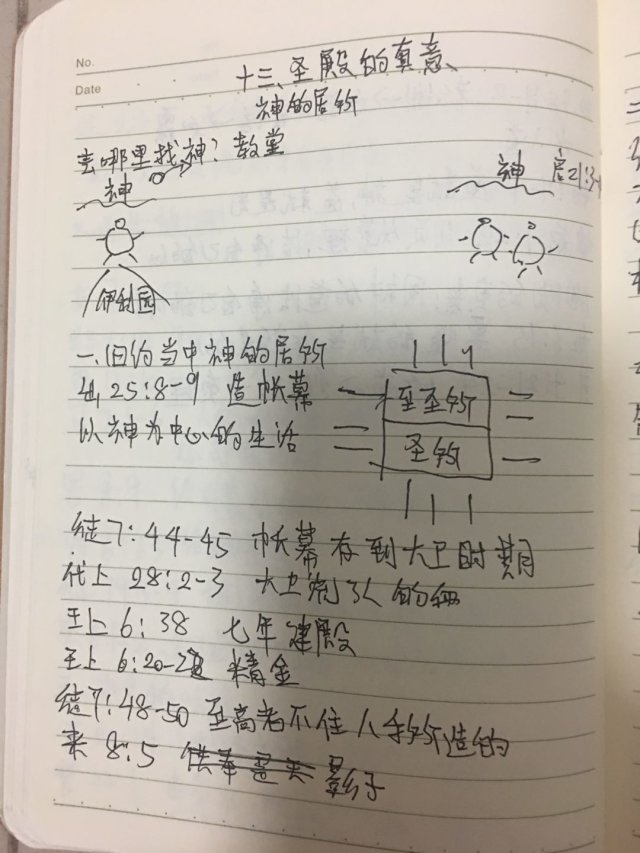 No.
Date
十三、圣殿的真意
神的居所
去哪里找神? 教堂
神
神 启21:3
伊利园
一、旧约当中神的居所
出25:8-9 造帐幕
至圣所
以神为中心的生活
圣所
徒7:44-45 帐幕存到大卫时期
代上 28:2-3 大卫流了人的血
王上 6:38 七年建殿
王上 6:20-22 精金
徒7:48-50 至高者不住人手所造的
来 8:5 供奉是天 影子